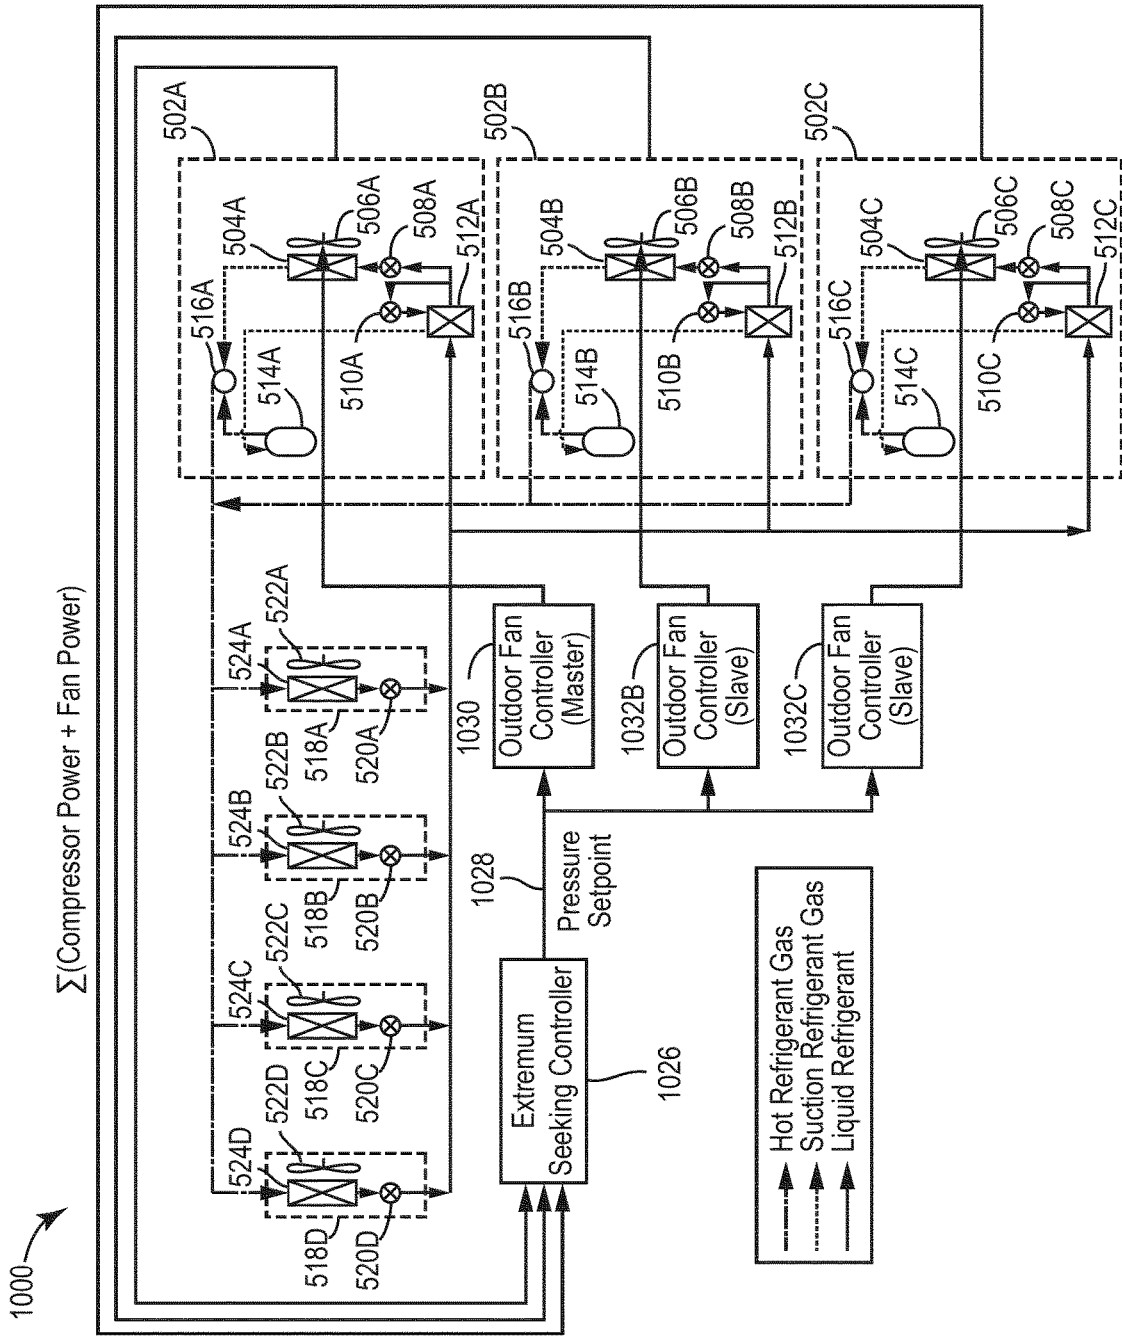 1000
Σ(Compressor Power + Fan Power)
502A
504A
506A
508A
512A
516A
514A
510A
502B
504B
506B
508B
512B
516B
514B
510B
502C
504C
506C
508C
512C
516C
514C
510C
524A
522A
518A
520A
524B
522B
518B
520B
524C
522C
518C
520C
524D
522D
518D
520D
1030
Outdoor Fan
Controller
(Master)
1032B
Outdoor Fan
Controller
(Slave)
1032C
Outdoor Fan
Controller
(Slave)
1028
Pressure
Setpoint
Extremum
Seeking Controller
1026
Hot Refrigerant Gas
Suction Refrigerant Gas
Liquid Refrigerant